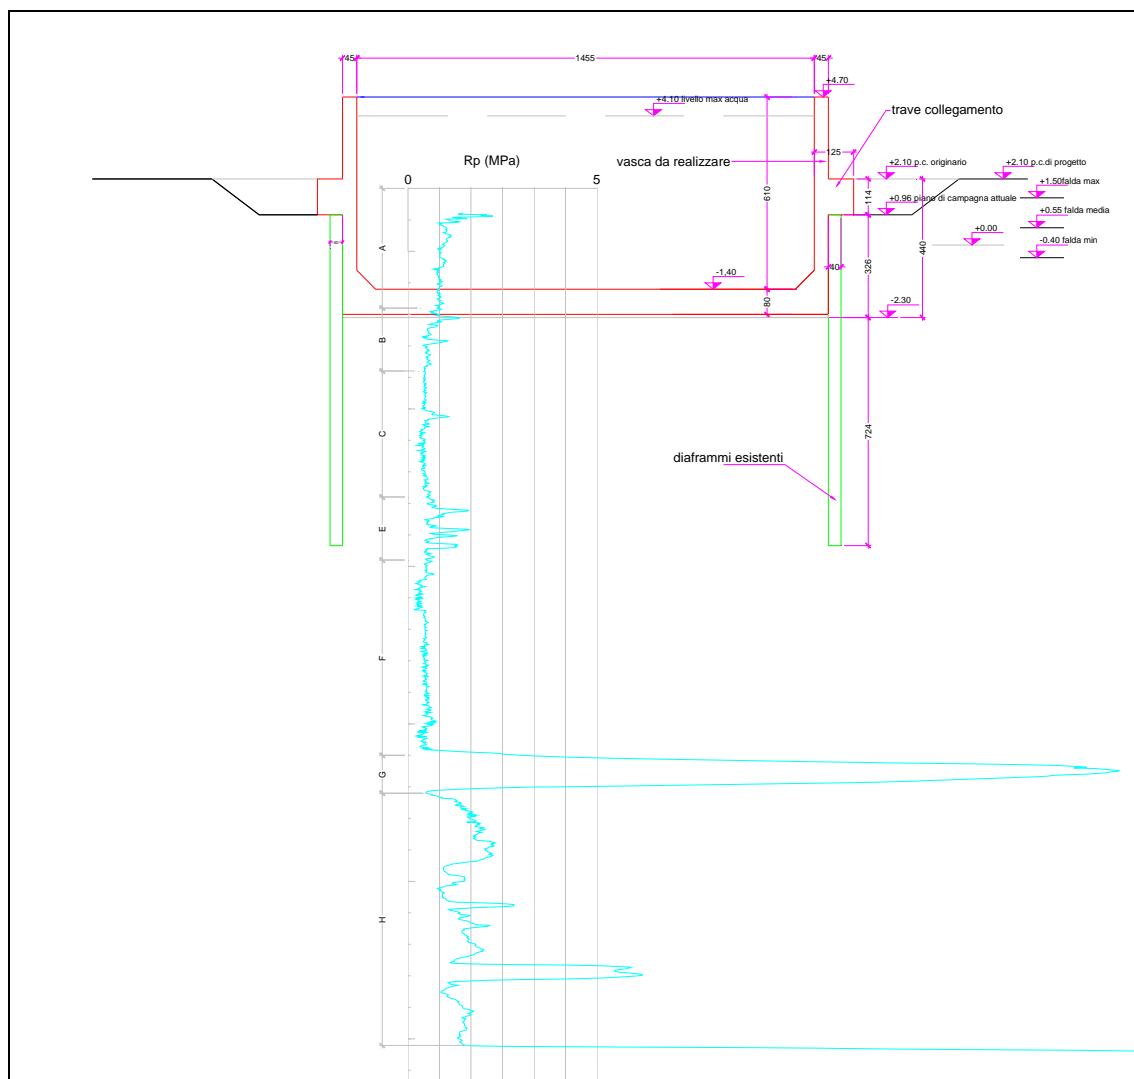 45
1455
45
+4.70
+4.10 livello max acqua
trave collegamento
Rp (MPa)
vasca da realizzare
125
+2.10 p.c. originario
+2.10 p.c.di progetto
0
5
+1.50falda max
610
114
+0.96 piano di campagna attuale
+0.55 falda media
+0.00
-0.40 falda min
A
440
326
40
-1.40
80
-2.30
B
C
724
diaframmi esistenti
E
F
G
H